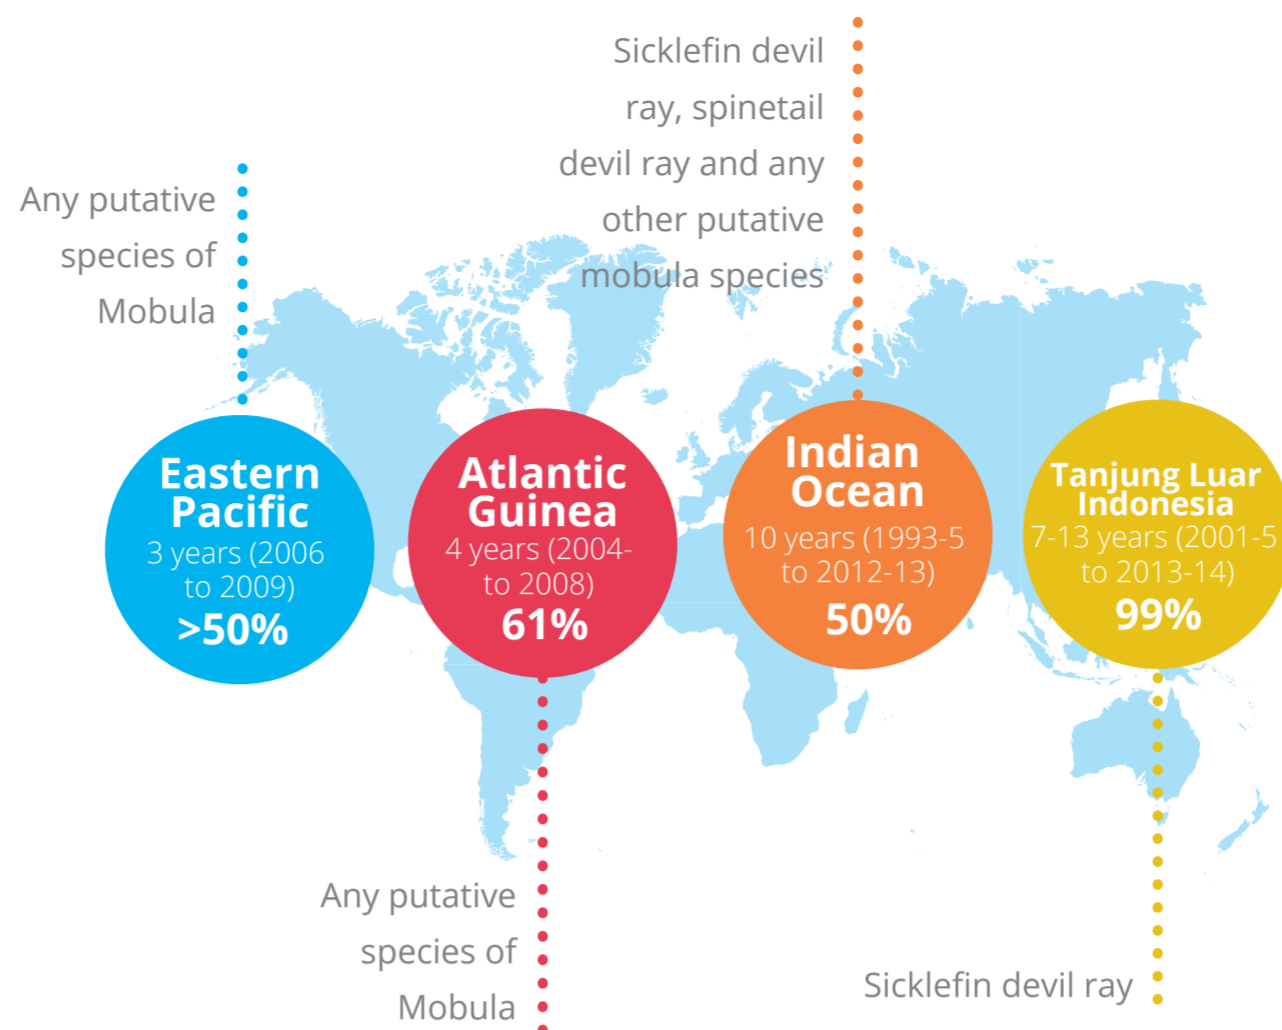 Sicklefin devil
ray, spinetail
devil ray and any
other putative
mobula species
Any putative
species of
Mobula
Eastern
Pacific
3 years (2006
to 2009)
>50%
Atlantic
Guinea
4 years (2004-
to 2008)
61%
Indian
Ocean
10 years (1993-5
to 2012-13)
50%
Tanjung Luar
Indonesia
7-13 years (2001-5
to 2013-14)
99%
Any putative
species of
Mobula
Sicklefin devil ray